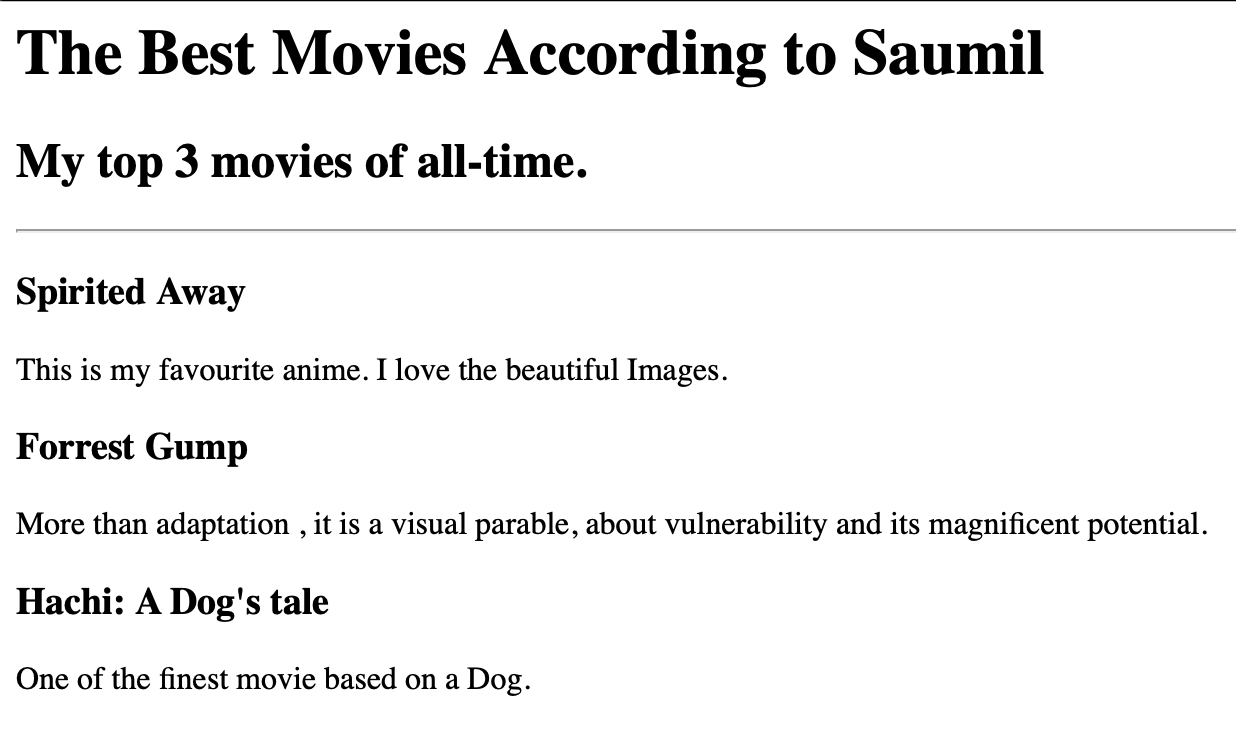 The Best Movies According to Saumil
My top 3 movies of all-time.
Spirited Away
This is my favourite anime. I love the beautiful Images.
Forrest Gump
More than adaptation , it is a visual parable, about vulnerability and its magnificent potential.
Hachi: A Dog's tale
One of the finest movie based on a Dog.